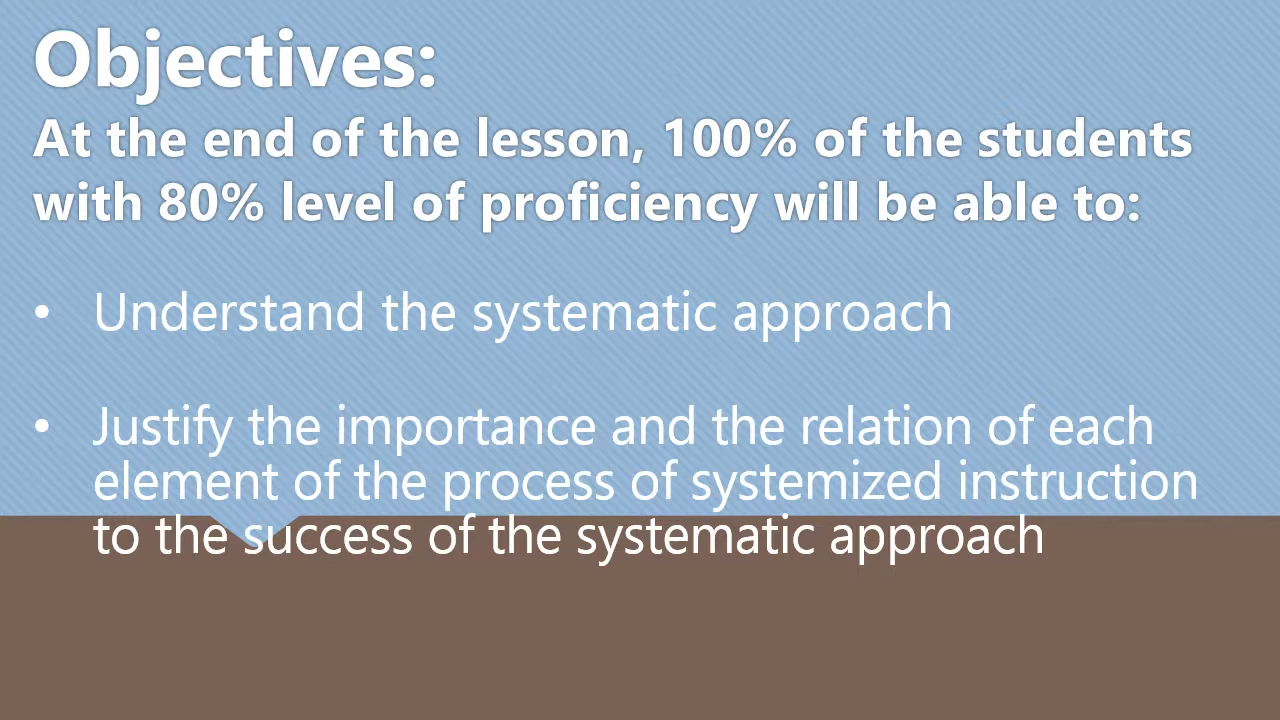 Objectives:
At the end of the lesson, 100% of the students
with 80% level of proficiency will be able to:
• Understand the systematic approach
• Justify the importance and the relation of each
element of the process of systemized instruction
to the success of the systematic approach